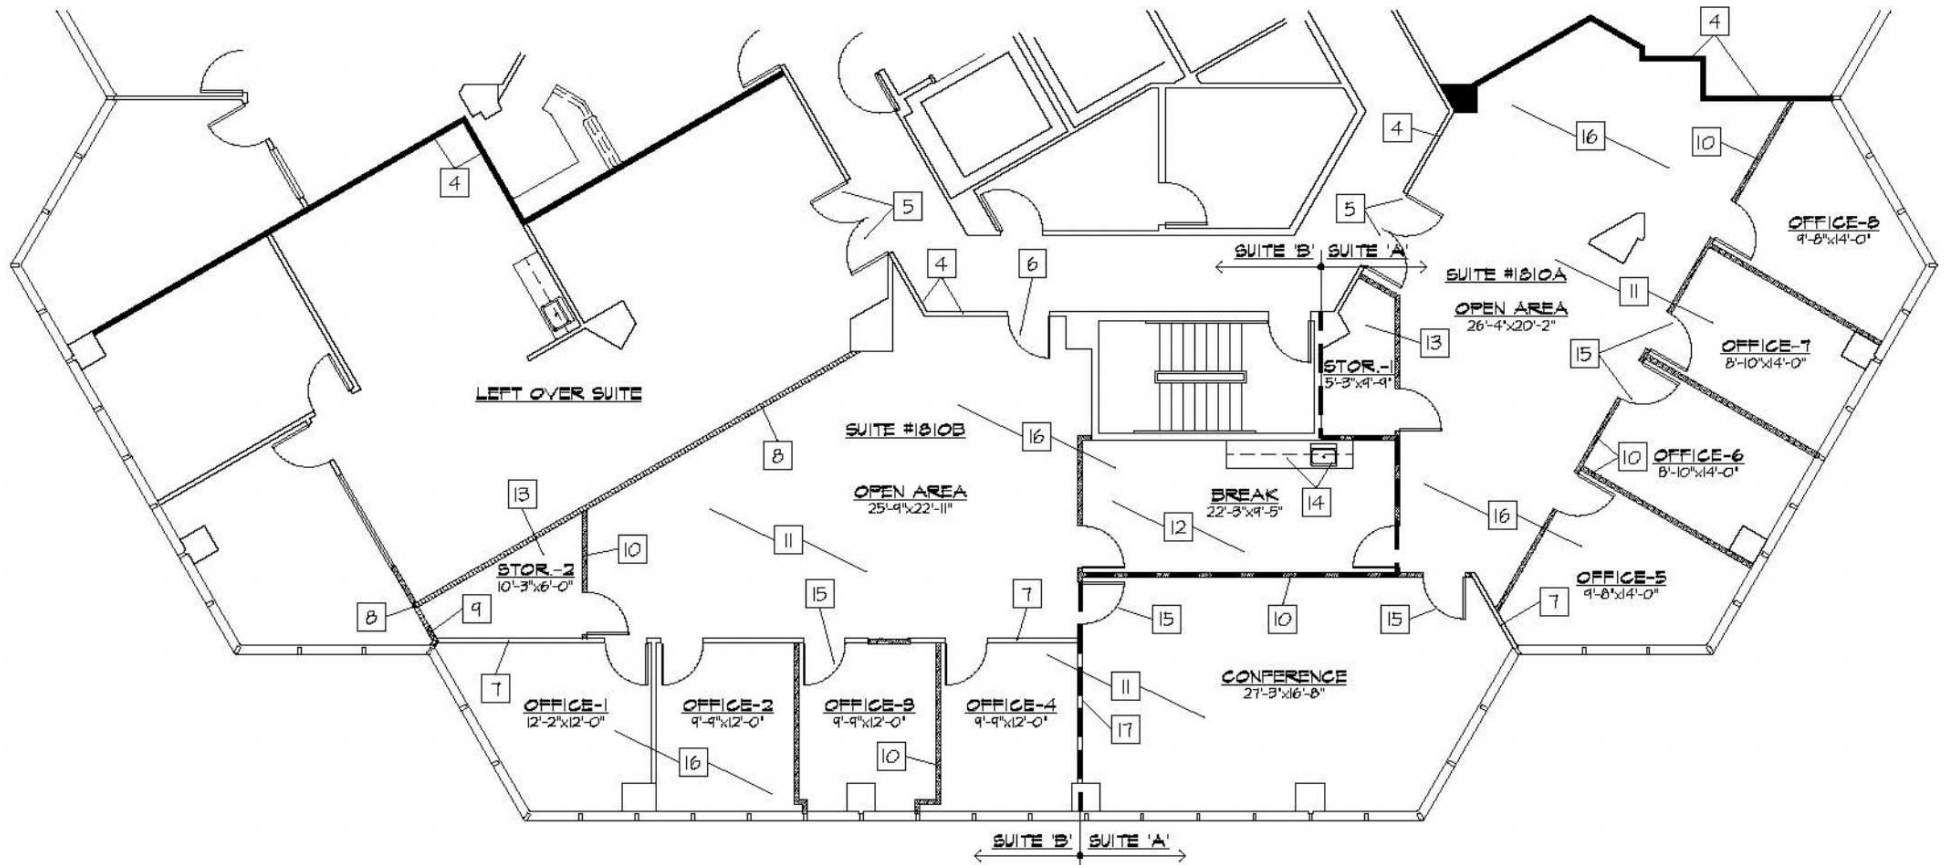 4
4
16
10
4
5
5
OFFICE-8
9'-8"x14'-0"
SUITE 'B'
SUITE 'A'
4
6
SUITE #1810A
11
OPEN AREA
26'-4"x20'-2"
13
15
OFFICE-7
8'-10"x14'-0"
STOR.-1
5'-3"x9'-9"
LEFT OVER SUITE
SUITE #1810B
16
8
10
OFFICE-6
8'-10"x14'-0"
13
OPEN AREA
25'-9"x22'-11"
BREAK
22'-3"x9'-5"
14
16
12
11
10
STOR.-2
10'-3"x6'-0"
OFFICE-5
9'-8"x14'-0"
8
9
15
7
15
10
15
7
7
11
CONFERENCE
27'-3"x16'-8"
OFFICE-1
12'-2"x12'-0"
OFFICE-2
9'-9"x12'-0"
OFFICE-3
9'-9"x12'-0"
OFFICE-4
9'-9"x12'-0"
17
16
10
SUITE 'B'
SUITE 'A'